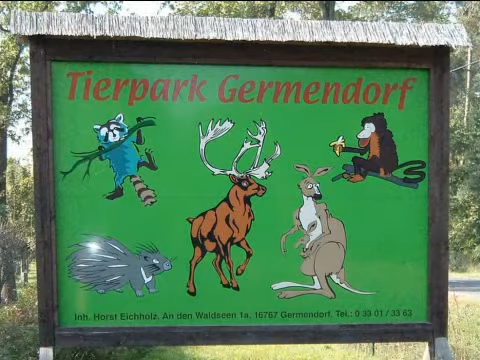 Tierpark Germendorf
Inh. Horst Eichholz, An den Waldseen 1a, 16767 Germendorf, Tel.: 0 33 01 / 33 63